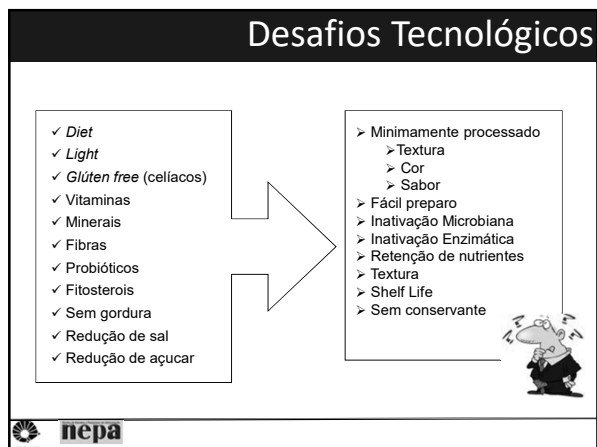 Desafios Tecnológicos
✓ Diet
✓ Light
✓ Glúten free (celíacos)
✓ Vitaminas
✓ Minerais
✓ Fibras
✓ Probióticos
✓ Fitosterois
✓ Sem gordura
✓ Redução de sal
✓ Redução de açucar
➢ Minimamente processado
➢Textura
➢ Cor
➢ Sabor
➢ Fácil preparo
➢ Inativação Microbiana
➢ Inativação Enzimática
➢ Retenção de nutrientes
➢ Textura
➢ Shelf Life
➢ Sem conservante
nepa